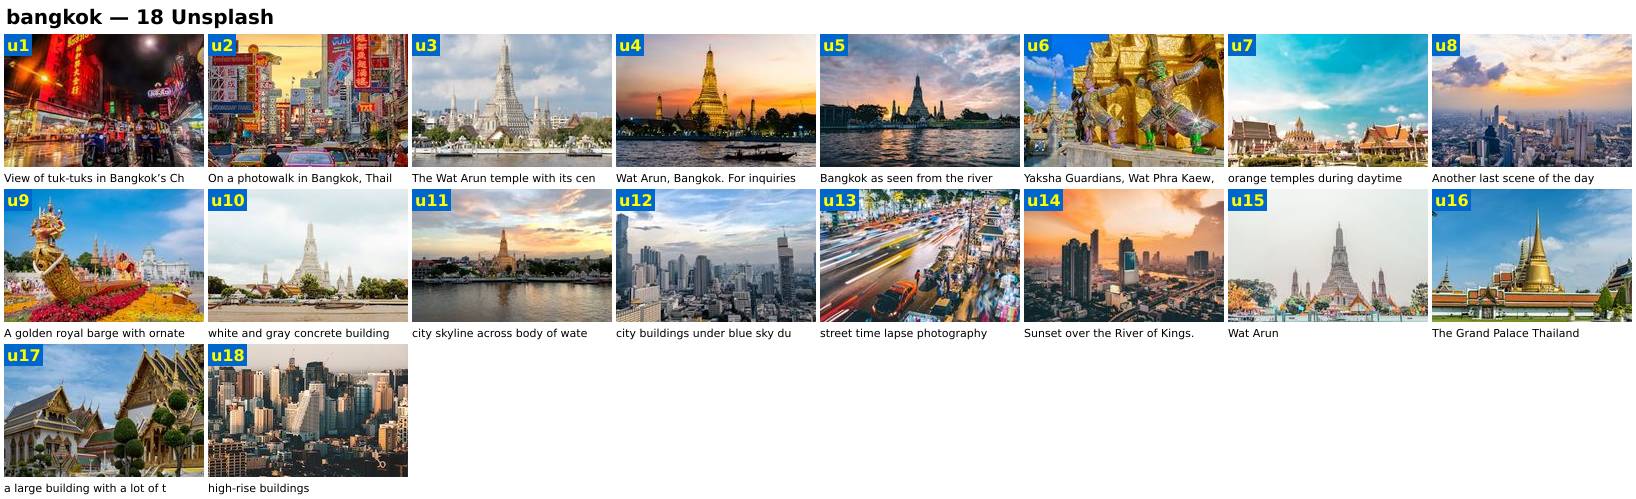 bangkok — 18 Unsplash
u1
u2
u3
u4
u5
u6
u7
u8
View of tuk-tuks in Bangkok’s Ch
On a photowalk in Bangkok, Thail
The Wat Arun temple with its cen
Wat Arun, Bangkok. For inquiries
Bangkok as seen from the river
Yaksha Guardians, Wat Phra Kaew,
orange temples during daytime
Another last scene of the day
u9
u10
u11
u12
u13
u14
u15
u16
A golden royal barge with ornate
white and gray concrete building
city skyline across body of wate
city buildings under blue sky du
street time lapse photography
Sunset over the River of Kings.
Wat Arun
The Grand Palace Thailand
u17
u18
a large building with a lot of t
high-rise buildings